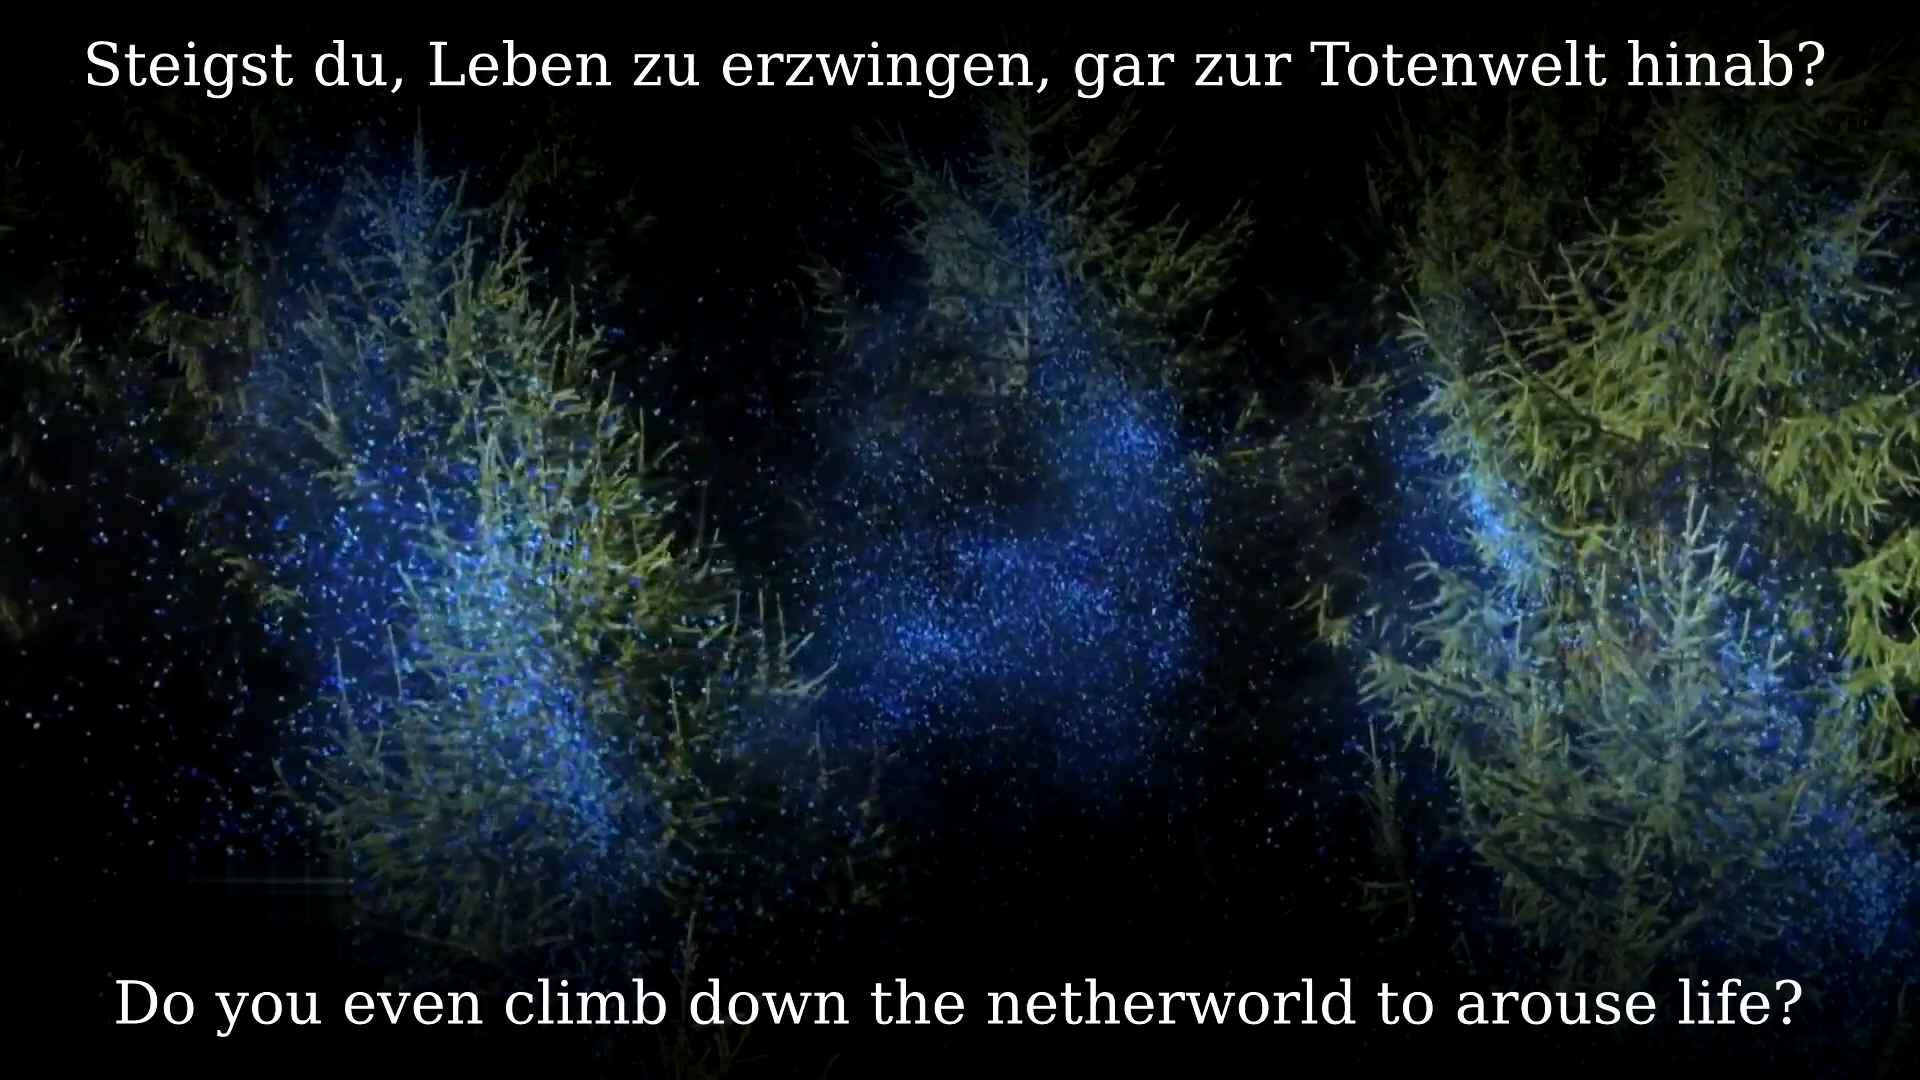 Steigst du, Leben zu erzwingen, gar zur Totenwelt hinab?
Do you even climb down the netherworld to arouse life?